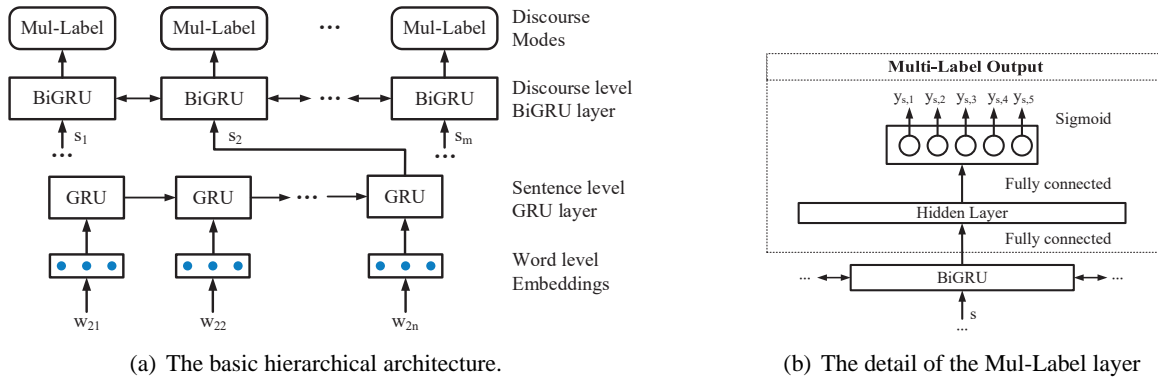 Mul-Label Mul-Label ... Mul-Label Discourse Modes
BiGRU BiGRU ... BiGRU Discourse level BiGRU layer
s1 s2 sm
... ...
GRU GRU ... GRU Sentence level GRU layer
Word level Embeddings
w21 w22 w2n
(a) The basic hierarchical architecture.
Multi-Label Output
ys,1 ys,2 ys,3 ys,4 ys,5
Sigmoid
Fully connected
Hidden Layer
Fully connected
... BiGRU ...
s
...
(b) The detail of the Mul-Label layer